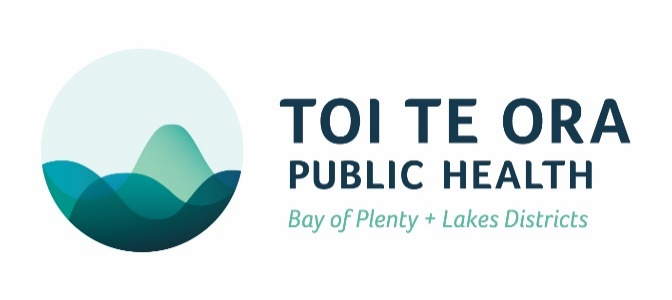 TOI TE ORA
PUBLIC HEALTH
Bay of Plenty + Lakes Districts